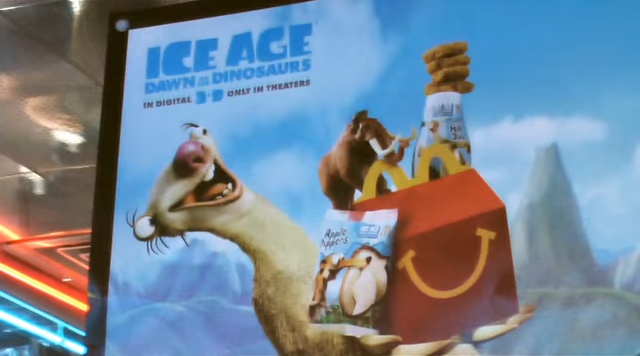 ICE AGE
DAWN OF THE DINOSAURS
IN DIGITAL 3-D ONLY IN THEATERS
Apple
Dippers